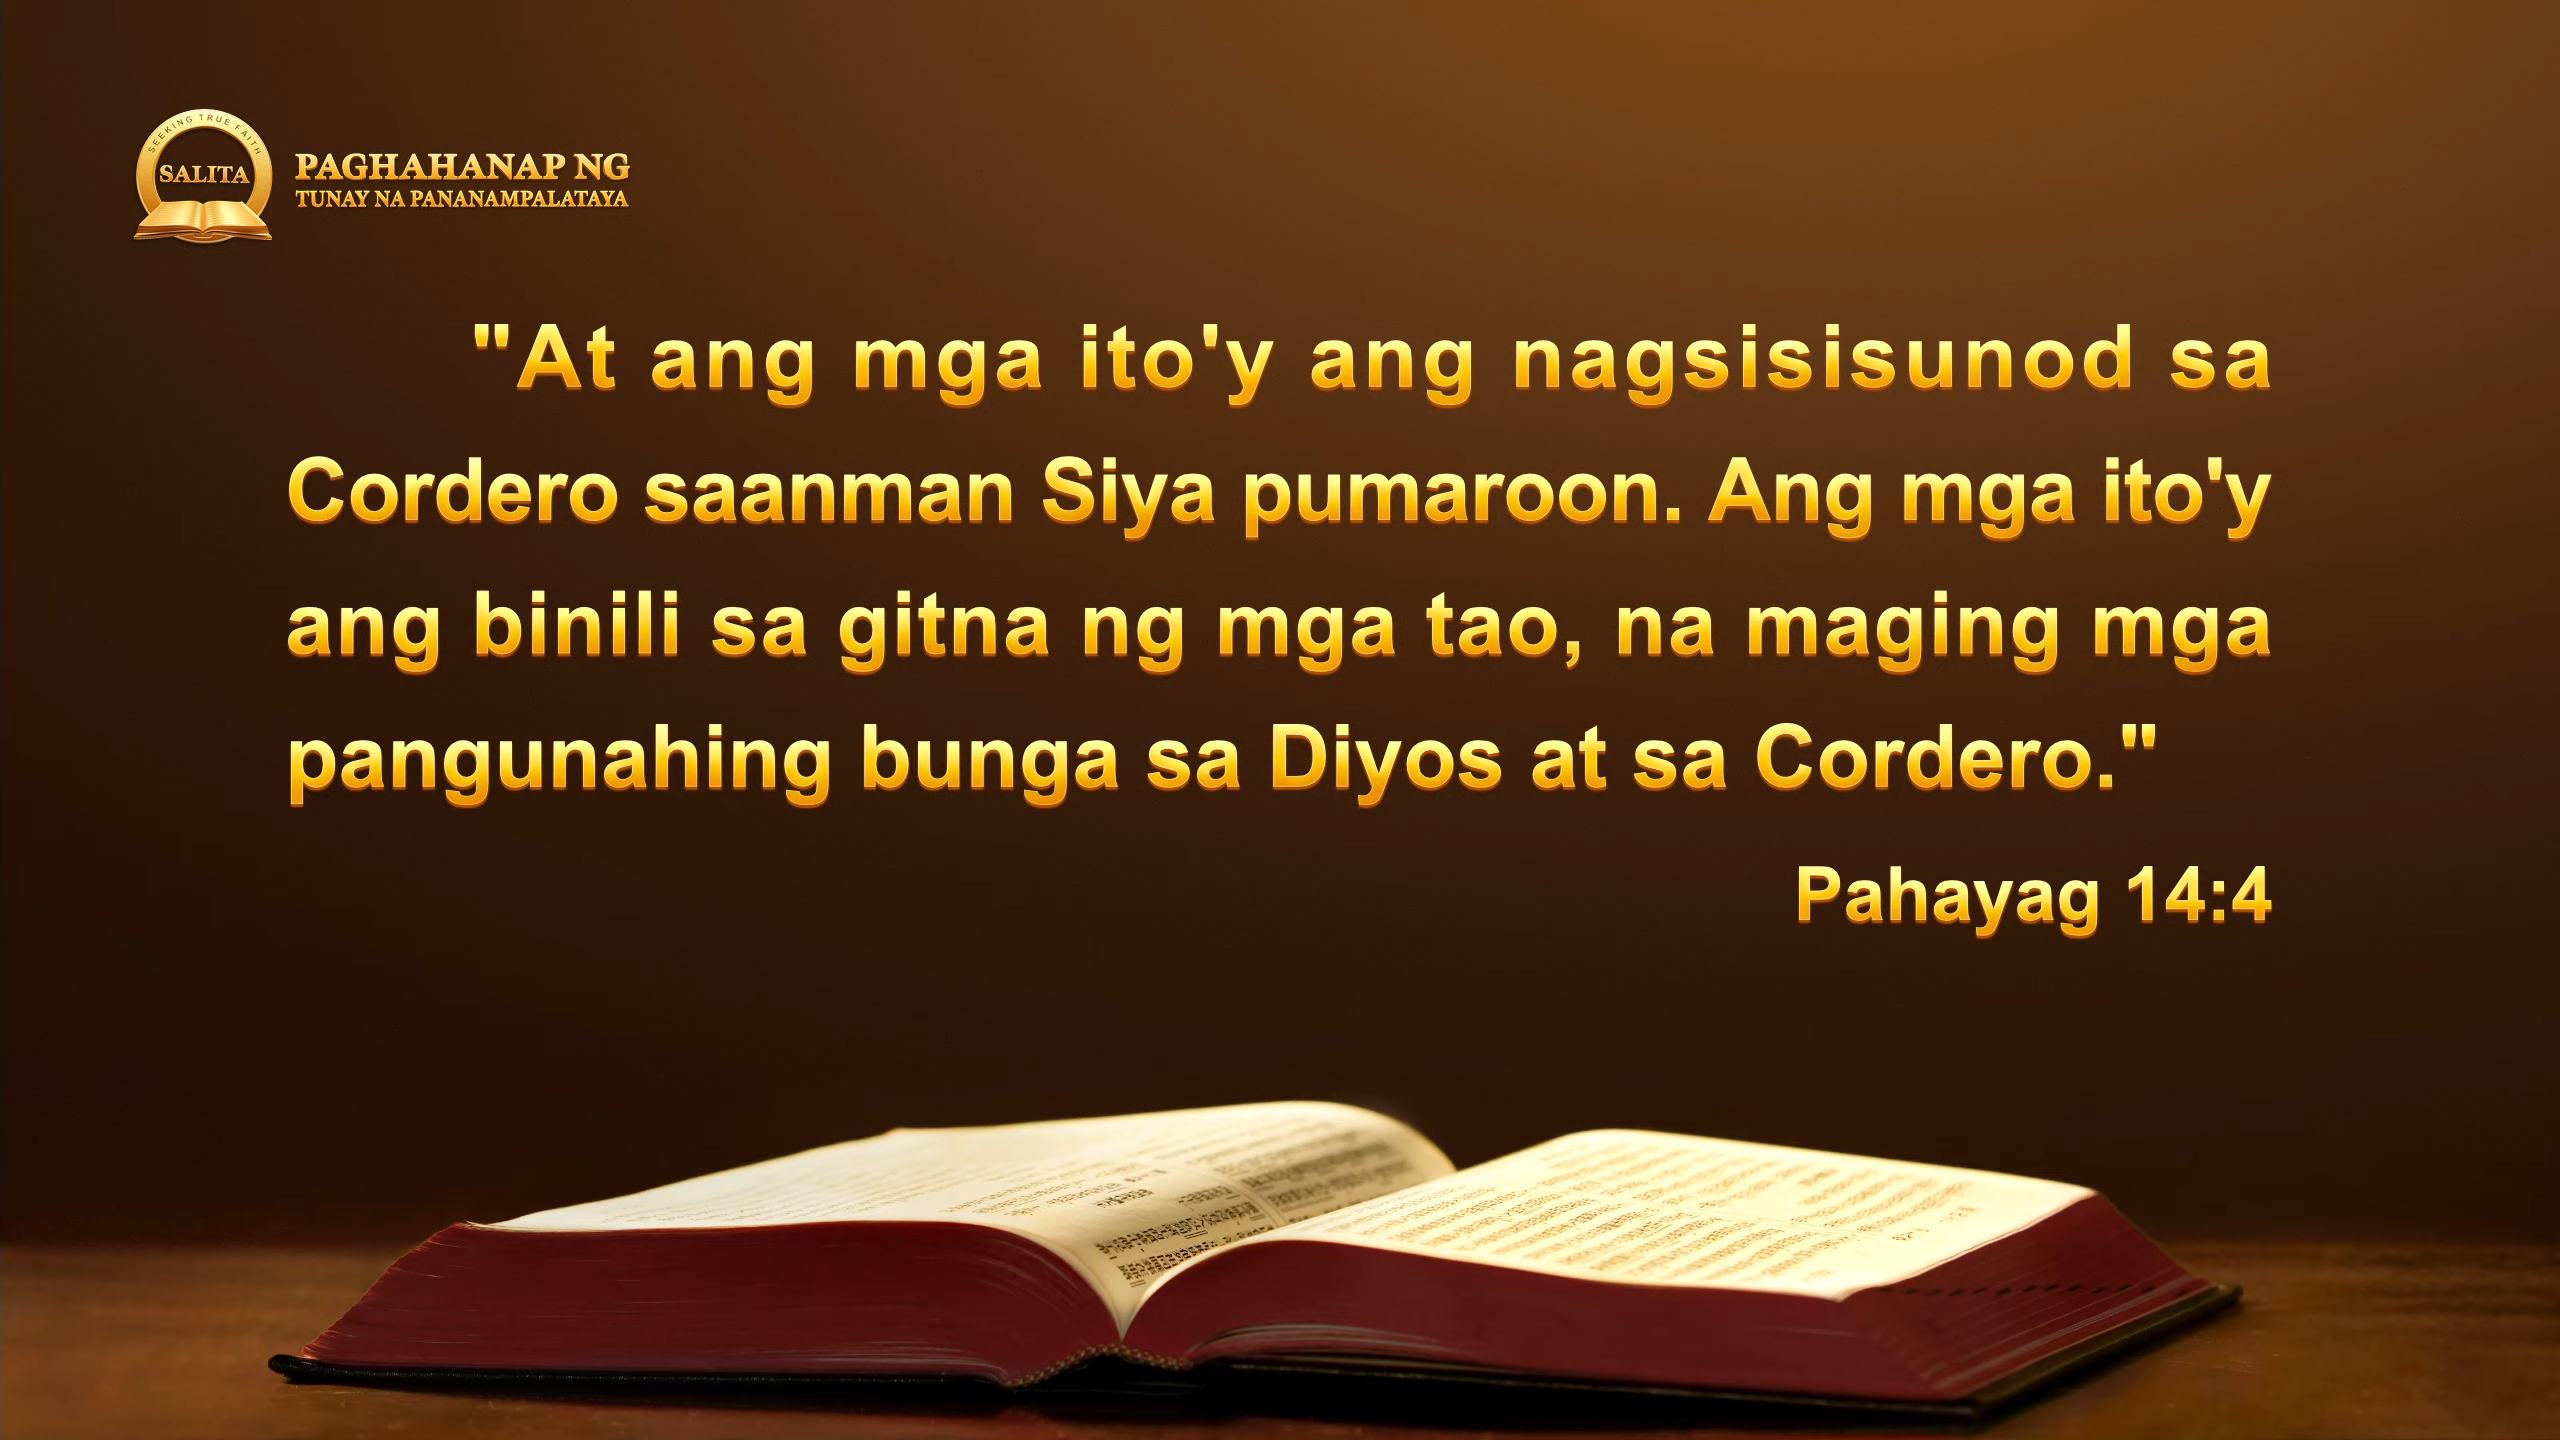 SEEKING TRUE FAITH
SALITA
PAGHAHANAP NG
TUNAY NA PANANAMPALATAYA
"At ang mga ito'y ang nagsisisunod sa
Cordero saanman Siya pumaroon. Ang mga ito'y
ang binili sa gitna ng mga tao, na maging mga
pangunahing bunga sa Diyos at sa Cordero."
Pahayag 14:4